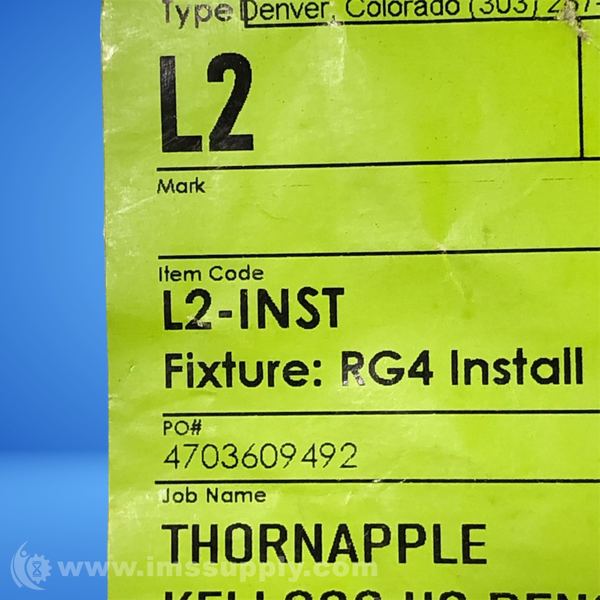 Type Denver, Colorado (303)
L2
Mark
Item Code
L2-INST
Fixture: RG4 Install
PO#
4703609492
Job Name
THORNAPPLE
www.imssupply.com